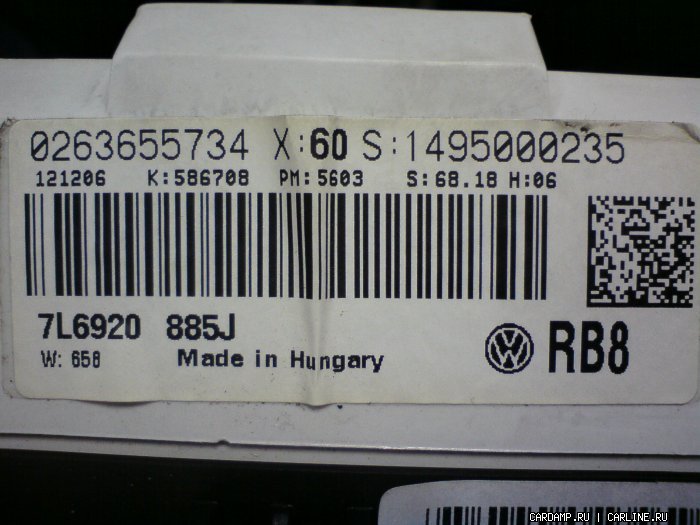 0263655734 X:60 S:1495000235
121206 K:586708 PM:5603 S:68.18 H:06
7L6920 885J
W: 658 Made in Hungary RB8
CARDAMP.RU | CARLINE.RU